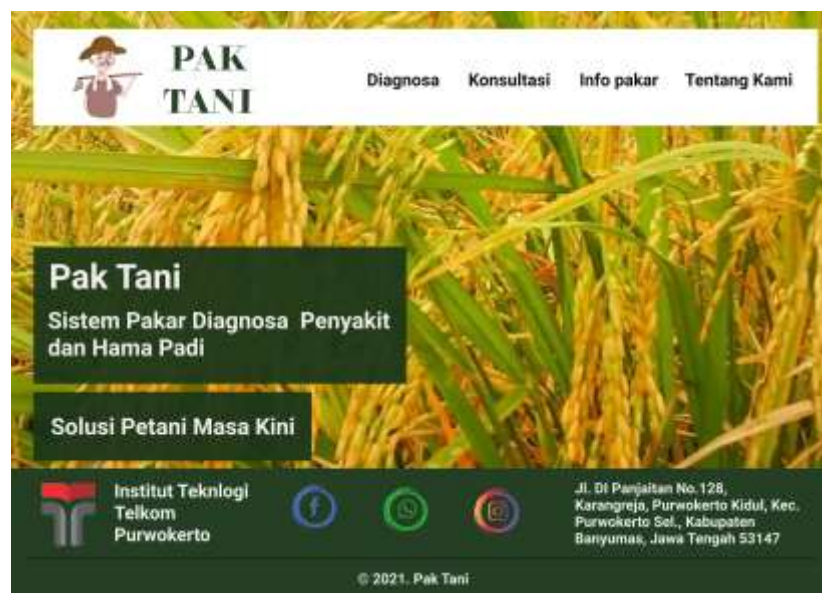 PAK
TANI
Diagnosa Konsultasi Info pakar Tentang Kami
Pak Tani
Sistem Pakar Diagnosa Penyakit
dan Hama Padi
Solusi Petani Masa Kini
Institut Teknlogi
Telkom
Purwokerto
Jl. DI Panjaitan No.128,
Karangreja, Purwokerto Kidul, Kec.
Purwokerto Sel., Kabupaten
Banyumas, Jawa Tengah 53147
© 2021. Pak Tani